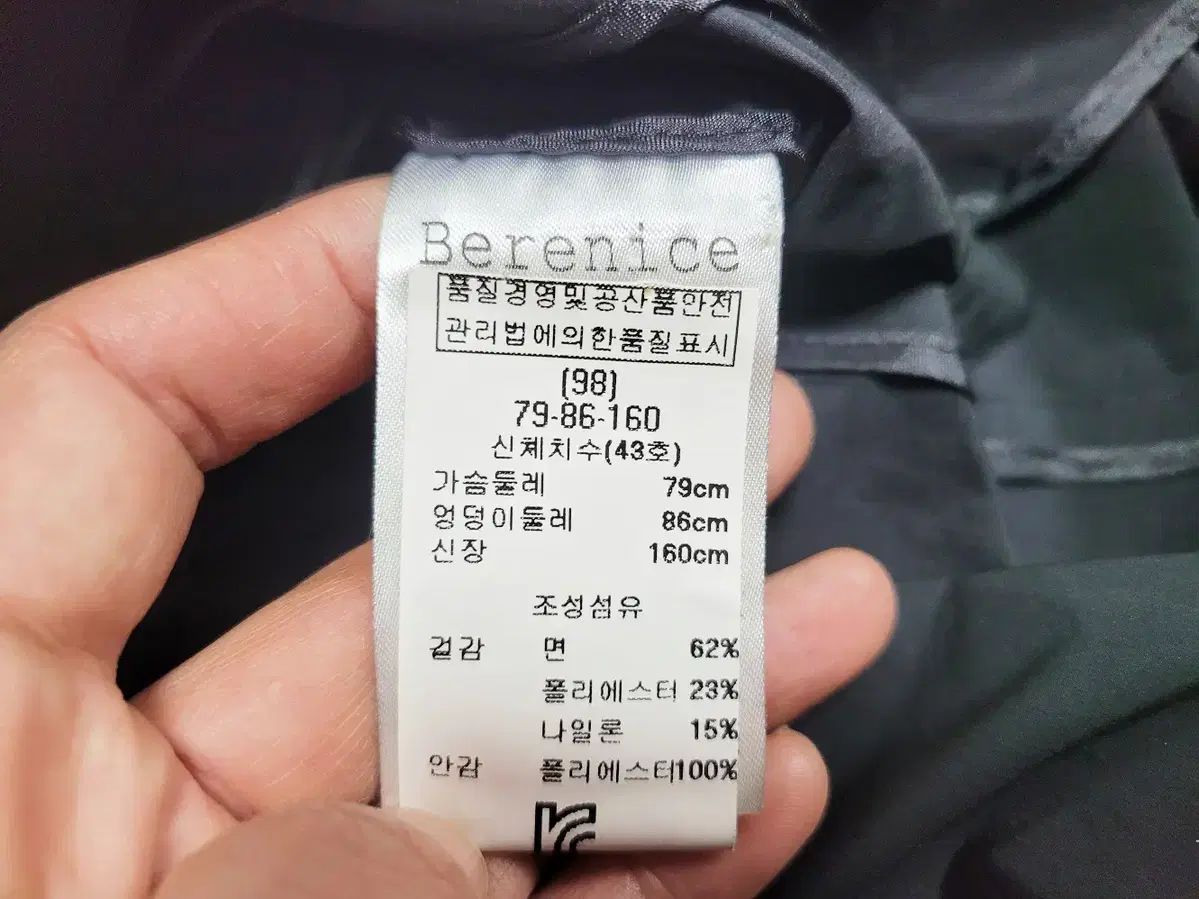 Berenice
품질경영및공산품안전
관리법에의한품질표시
(98)
79-86-160
신체치수(43호)
가슴둘레 79cm
엉덩이둘레 86cm
신장 160cm
조성섬유
겉감 면 62%
폴리에스터 23%
나일론 15%
안감 폴리에스터100%